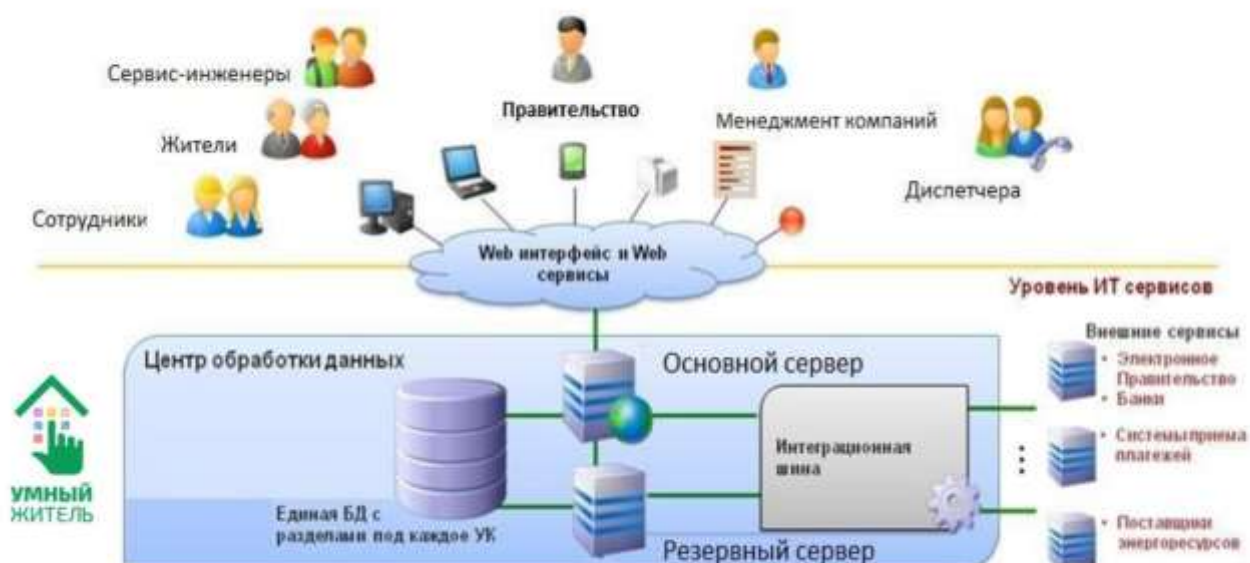 Сервис-инженеры
Правительство
Менеджмент компаний
Жители
Диспетчера
Сотрудники
Web интерфейс и Web
сервисы
Уровень ИТ сервисов
Внешние сервисы
Центр обработки данных
Основной сервер
• Электронное
Правительство
• Банки
Интеграционная
шина
• Системы приема
платежей
УМНЫЙ
ЖИТЕЛЬ
Единая БД с
разделами под каждое УК
Резервный сервер
• Поставщики
энергоресурсов